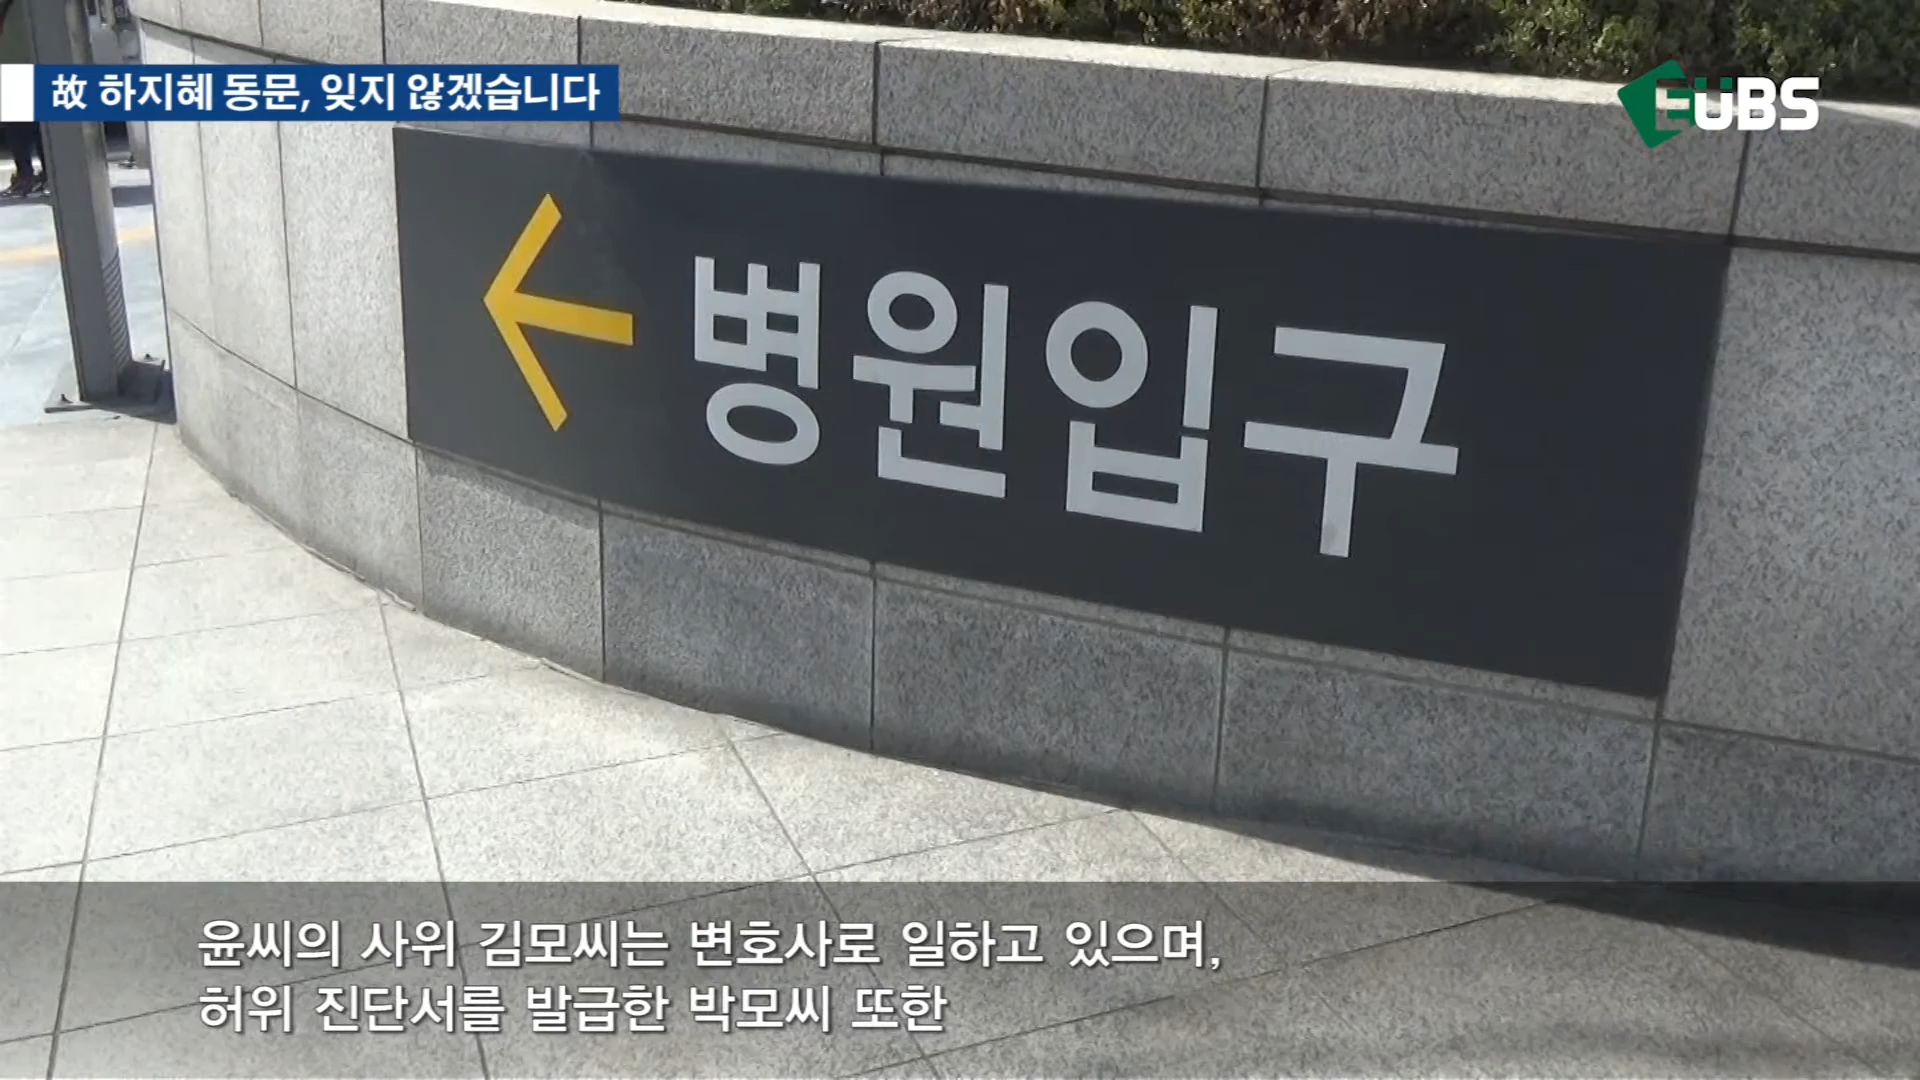 故 하지혜 동문, 잊지 않겠습니다
EUBS
병원입구
윤씨의 사위 김모씨는 변호사로 일하고 있으며,
허위 진단서를 발급한 박모씨 또한